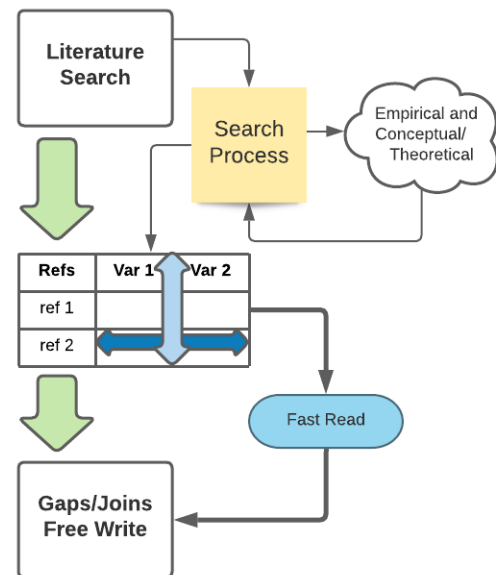 Literature
Search
Search
Process
Empirical and
Conceptual/
Theoretical
Refs Var 1 Var 2
ref 1
ref 2
Fast Read
Gaps/Joins
Free Write